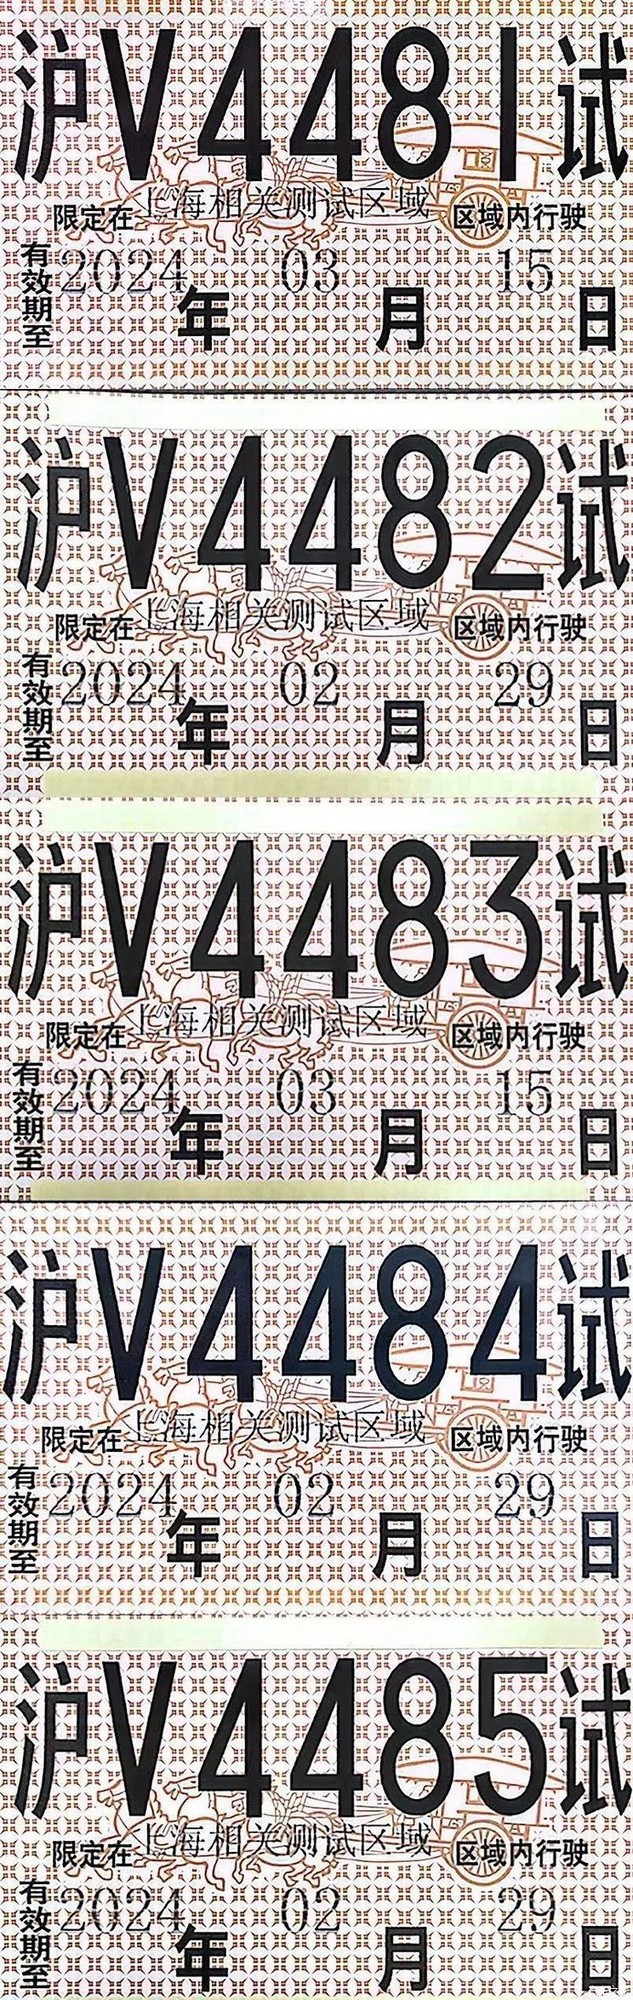 沪V4481试
限定在上海相关测试区域区域内行驶
有效期至2024年03月15日
沪V4482试
限定在上海相关测试区域区域内行驶
有效期至2024年02月29日
沪V4483试
限定在上海相关测试区域区域内行驶
有效期至2024年03月15日
沪V4484试
限定在上海相关测试区域区域内行驶
有效期至2024年02月29日
沪V4485试
限定在上海相关测试区域区域内行驶
有效期至2024年02月29日